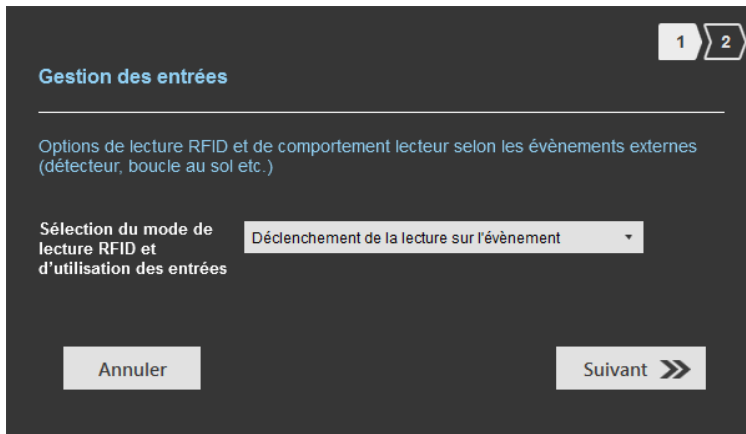 1 2
Gestion des entrées
Options de lecture RFID et de comportement lecteur selon les évènements externes
(détecteur, boucle au sol etc.)
Sélection du mode de
lecture RFID et
d'utilisation des entrées
Déclenchement de la lecture sur l'évènement
Annuler
Suivant